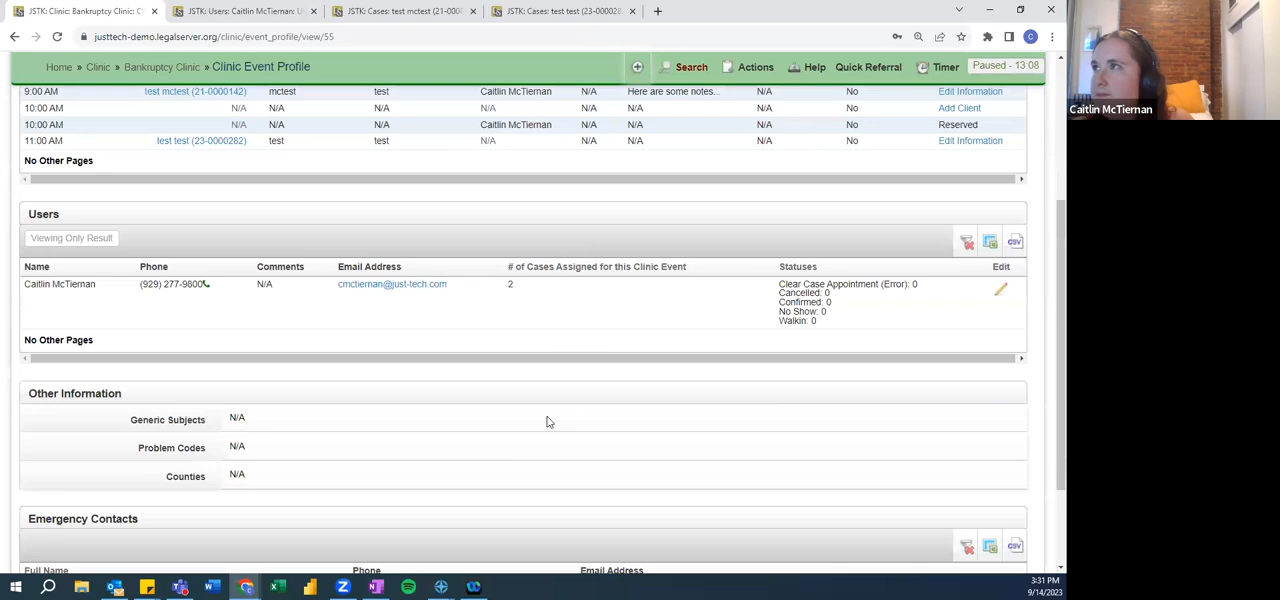 JSTK: Clinic: Bankruptcy Clinic: C
JSTK: Users: Caitlin McTiernan: U
JSTK: Cases: test mctest (21-000
JSTK: Cases: test test (23-00028
justtech-demo.legalserver.org/clinic/event_profile/view/55
C
Home » Clinic » Bankruptcy Clinic » Clinic Event Profile
Search Actions Help Quick Referral Timer Paused - 13:08
9:00 AM test mctest (21-0000142) mctest test Caitlin McTiernan N/A Here are some notes... N/A No Edit Information
10:00 AM N/A N/A N/A N/A N/A N/A N/A No Add Client
10:00 AM N/A N/A N/A Caitlin McTiernan N/A N/A N/A No Reserved
11:00 AM test test (23-0000282) test test N/A N/A N/A N/A No Edit Information
No Other Pages
Users
Viewing Only Result
CSV
Name Phone Comments Email Address # of Cases Assigned for this Clinic Event Statuses Edit
Caitlin McTiernan (929) 277-9800 N/A cmctiernan@just-tech.com 2 Clear Case Appointment (Error): 0
Cancelled: 0
Confirmed: 0
No Show: 0
Walkin: 0
No Other Pages
Other Information
Generic Subjects N/A
Problem Codes N/A
Counties N/A
Emergency Contacts
CSV
Full Name Phone Email Address
3:31 PM
9/14/2023
Caitlin McTiernan